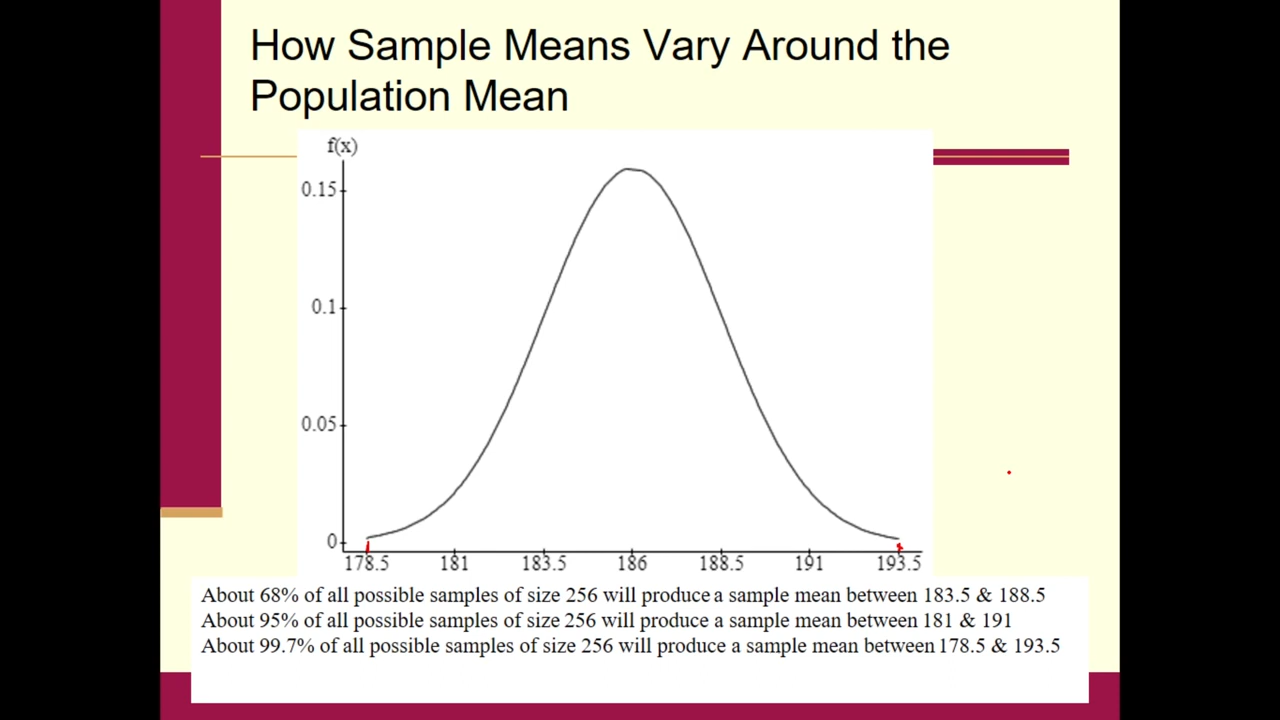 How Sample Means Vary Around the
Population Mean
f(x)
0.15
0.1
0.05
0
178.5 181 183.5 186 188.5 191 193.5
About 68% of all possible samples of size 256 will produce a sample mean between 183.5 & 188.5
About 95% of all possible samples of size 256 will produce a sample mean between 181 & 191
About 99.7% of all possible samples of size 256 will produce a sample mean between 178.5 & 193.5